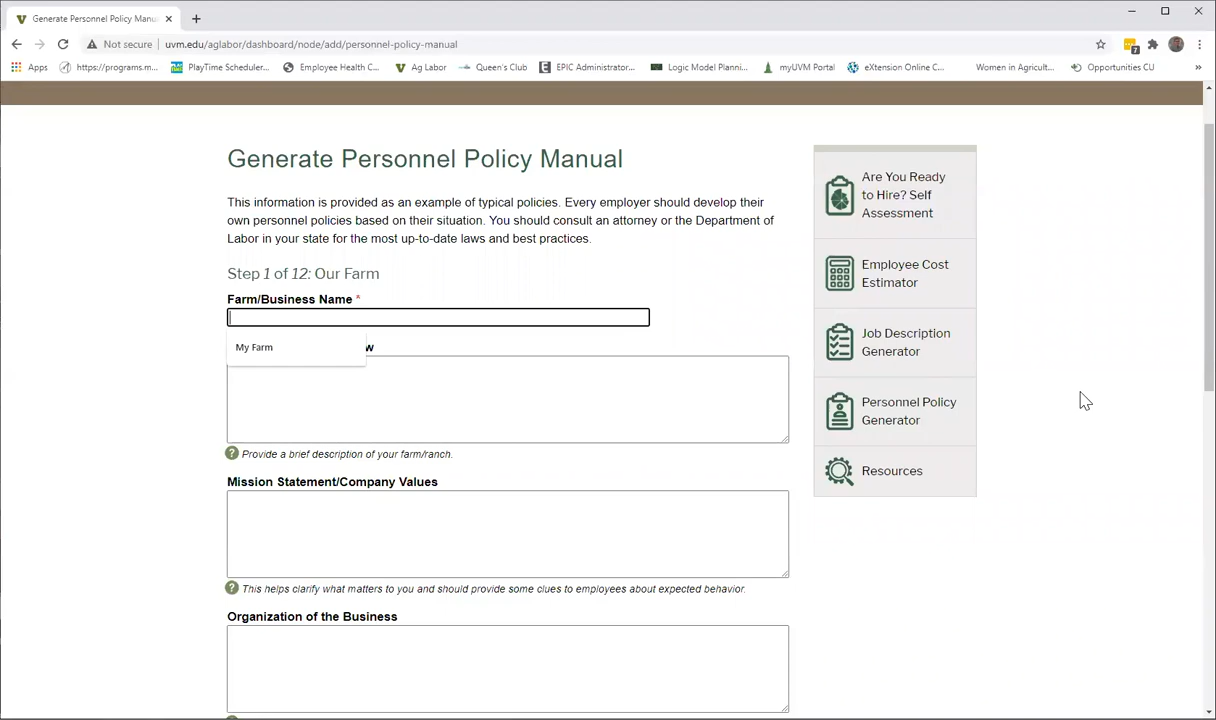 Generate Personnel Policy Manua
Not secure uvm.edu/aglabor/dashboard/node/add/personnel-policy-manual
7
Apps https://programs.m... PlayTime Scheduler... Employee Health C... Ag Labor Queen's Club EPIC Administrator... Logic Model Planni... myUVM Portal eXtension Online C... Women in Agricult... Opportunities CU »
Generate Personnel Policy Manual
This information is provided as an example of typical policies. Every employer should develop their
own personnel policies based on their situation. You should consult an attorney or the Department of
Labor in your state for the most up-to-date laws and best practices.
Step 1 of 12: Our Farm
Farm/Business Name *
My Farm
w
? Provide a brief description of your farm/ranch.
Mission Statement/Company Values
? This helps clarify what matters to you and should provide some clues to employees about expected behavior.
Organization of the Business
Are You Ready
to Hire? Self
Assessment
Employee Cost
Estimator
Job Description
Generator
Personnel Policy
Generator
Resources